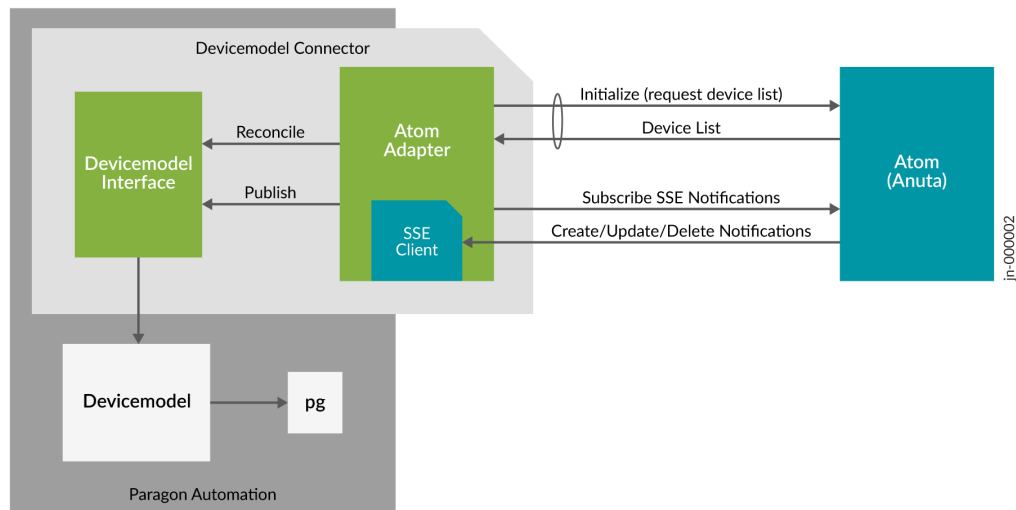 Devicemodel Connector
Devicemodel
Interface
Reconcile
Publish
Atom
Adapter
SSE
Client
Initialize (request device list)
Device List
Subscribe SSE Notifications
Create/Update/Delete Notifications
Atom
(Anuta)
jn-000002
Devicemodel
pg
Paragon Automation